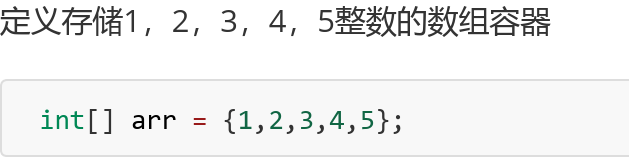 定义存储1，2，3，4，5整数的数组容器
int[] arr = {1,2,3,4,5};